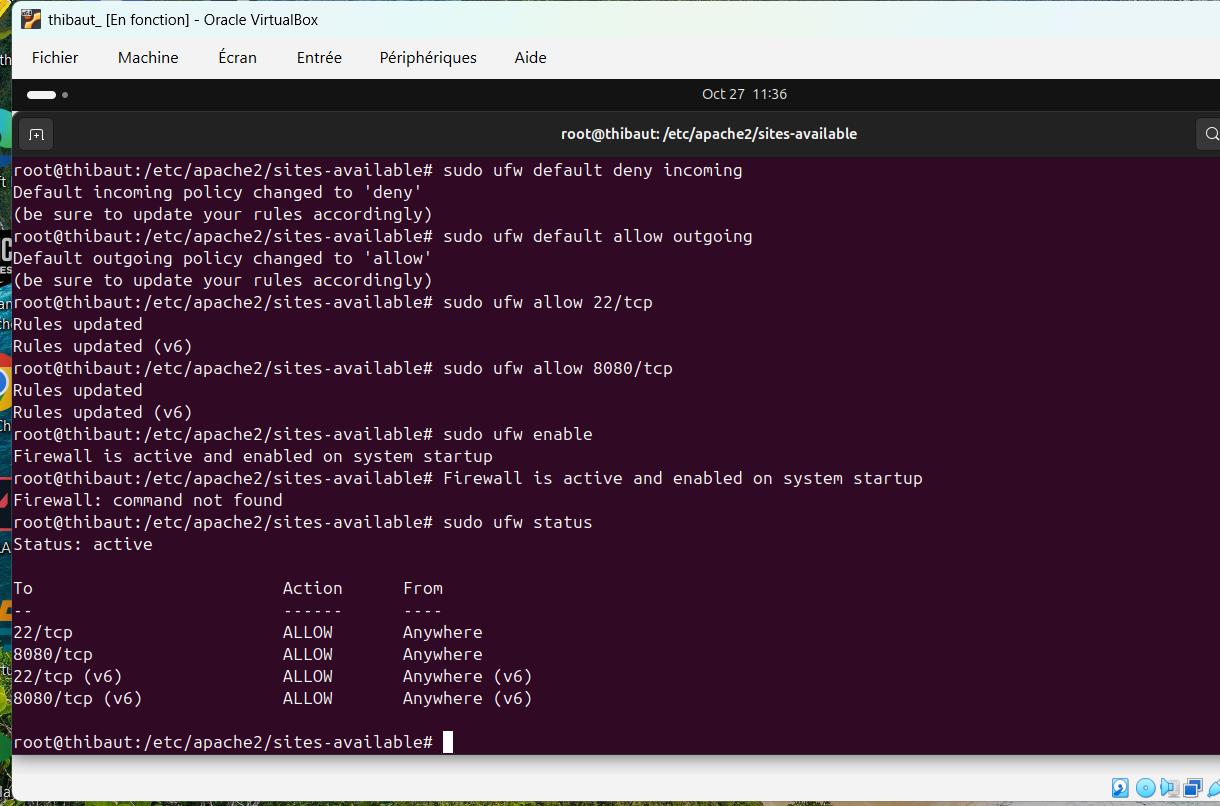 thibaut_ [En fonction] - Oracle VirtualBox
Fichier Machine Écran Entrée Périphériques Aide
Oct 27 11:36
root@thibaut: /etc/apache2/sites-available
root@thibaut:/etc/apache2/sites-available# sudo ufw default deny incoming
Default incoming policy changed to 'deny'
(be sure to update your rules accordingly)
root@thibaut:/etc/apache2/sites-available# sudo ufw default allow outgoing
Default outgoing policy changed to 'allow'
(be sure to update your rules accordingly)
root@thibaut:/etc/apache2/sites-available# sudo ufw allow 22/tcp
Rules updated
Rules updated (v6)
root@thibaut:/etc/apache2/sites-available# sudo ufw allow 8080/tcp
Rules updated
Rules updated (v6)
root@thibaut:/etc/apache2/sites-available# sudo ufw enable
Firewall is active and enabled on system startup
root@thibaut:/etc/apache2/sites-available# Firewall is active and enabled on system startup
Firewall: command not found
root@thibaut:/etc/apache2/sites-available# sudo ufw status
Status: active
To Action From
-- ------ ----
22/tcp ALLOW Anywhere
8080/tcp ALLOW Anywhere
22/tcp (v6) ALLOW Anywhere (v6)
8080/tcp (v6) ALLOW Anywhere (v6)
root@thibaut:/etc/apache2/sites-available#